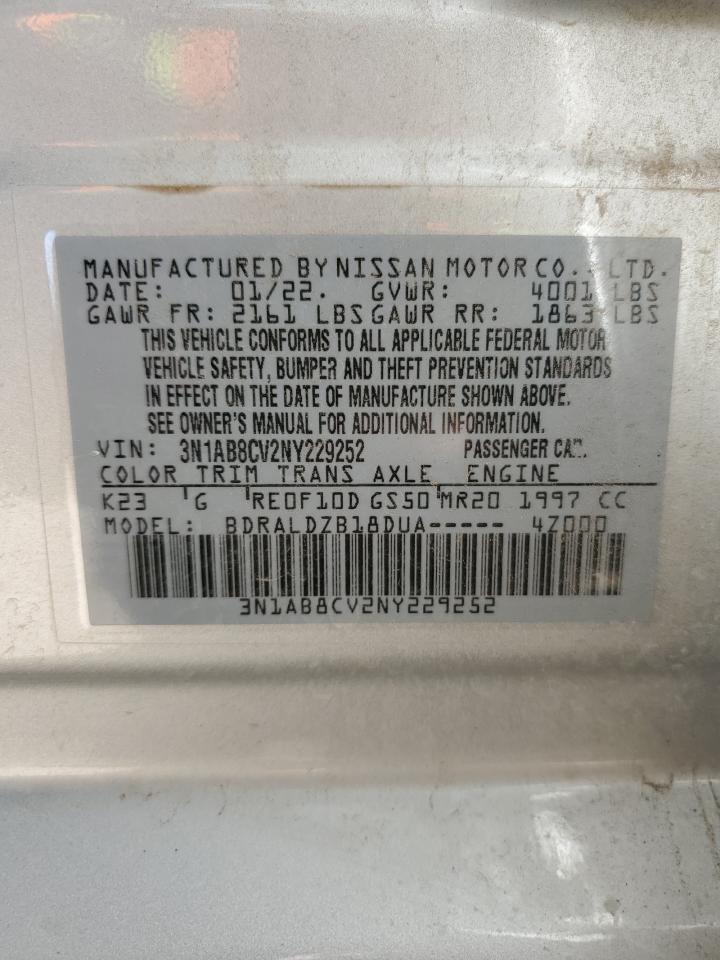 MANUFACTURED BY NISSAN MOTOR CO., LTD.
DATE: 01/22. GVWR: 4001 LBS
GAWR FR: 2161 LBS GAWR RR: 1863 LBS
THIS VEHICLE CONFORMS TO ALL APPLICABLE FEDERAL MOTOR
VEHICLE SAFETY, BUMPER AND THEFT PREVENTION STANDARDS
IN EFFECT ON THE DATE OF MANUFACTURE SHOWN ABOVE.
SEE OWNER'S MANUAL FOR ADDITIONAL INFORMATION.
VIN: 3N1AB8CV2NY229252 PASSENGER CAR.
COLOR TRIM TRANS AXLE ENGINE
K23 G RE0F10D GS50 MR20 1997 CC
MODEL: BDRALDZB18DUA----- 4Z000
3N1AB8CV2NY229252